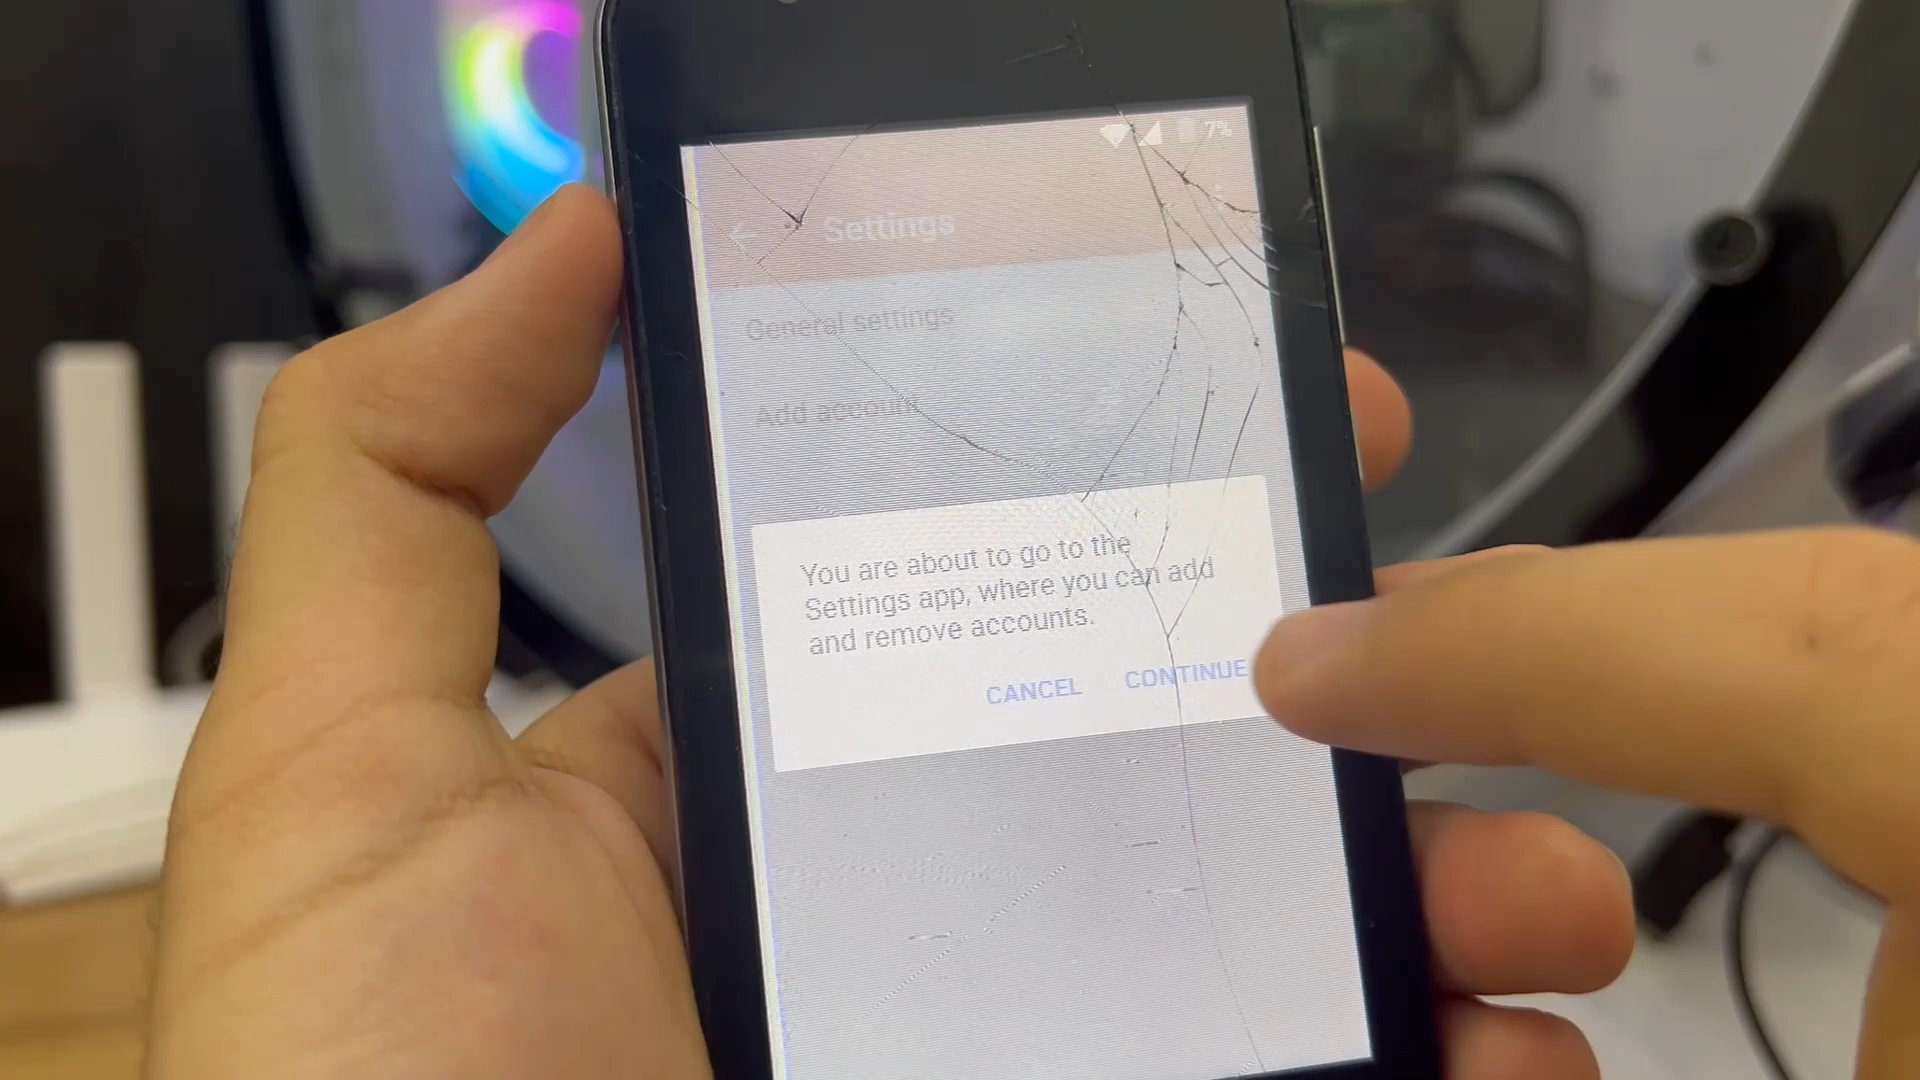 7%
Settings
General settings
Add account
You are about to go to the
Settings app, where you can add
and remove accounts.
CANCEL
CONTINUE